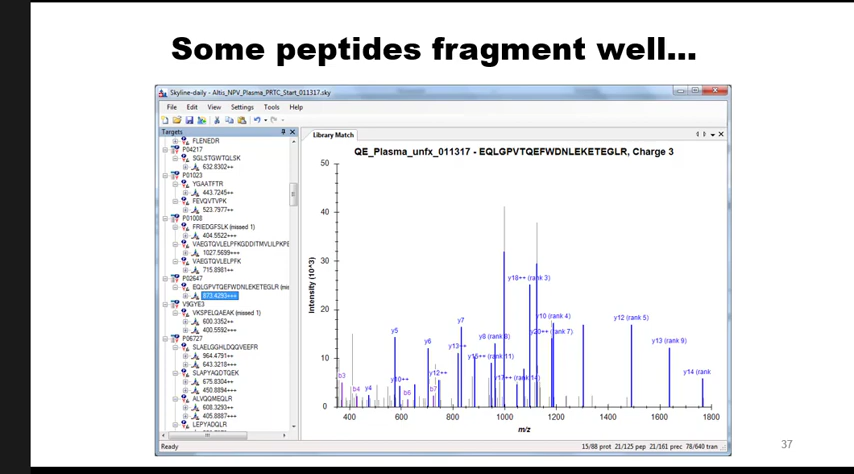 Some peptides fragment well...
Skyline-daily - Altis_NPV_Plasma_PRTC_Start_011317.sky
File Edit View Settings Tools Help
Targets
FLENEDR
P04217
SGLSTGWTQLSK
632.8302++
P01023
YGAATFTR
443.7245++
FEVQVTVPK
523.7977++
P01008
FRIEDGFSLK (missed 1)
404.5522+++
VAEGTQVLELPFKGDDITMVLILPKPE
1027.5699+++
VAEGTQVLELPFK
715.8981++
P02647
EQLGPVTQEFWDNLEKETEGLR (mi
873.4293+++
V9GYE3
VKSPELQAEAK (missed 1)
600.3352++
400.5592+++
P06727
SLAELGGHLDQQVEEFR
964.4791++
643.3218+++
SLAPYAQDTQEK
675.8304++
450.8894+++
ALVQQMEQLR
608.3293++
405.8887+++
LEPYADQLR
Library Match
QE_Plasma_unfx_011317 - EQLGPVTQEFWDNLEKETEGLR, Charge 3
Intensity (10^3)
50
40
30
20
10
0
y18++ (rank 3)
y10 (rank 4)
y12 (rank 5)
y7
y5
y20++ (rank 7)
y8 (rank 8)
y6
y13++
y13 (rank 9)
y15++ (rank 11)
y14 (rank
y17++ (rank 14)
y12++
y10++
b3
b4
y4
b6
b7
400 600 800 1000 1200 1400 1600 1800
m/z
Ready
15/88 prot 21/125 pep 21/161 prec 78/640 tran
37